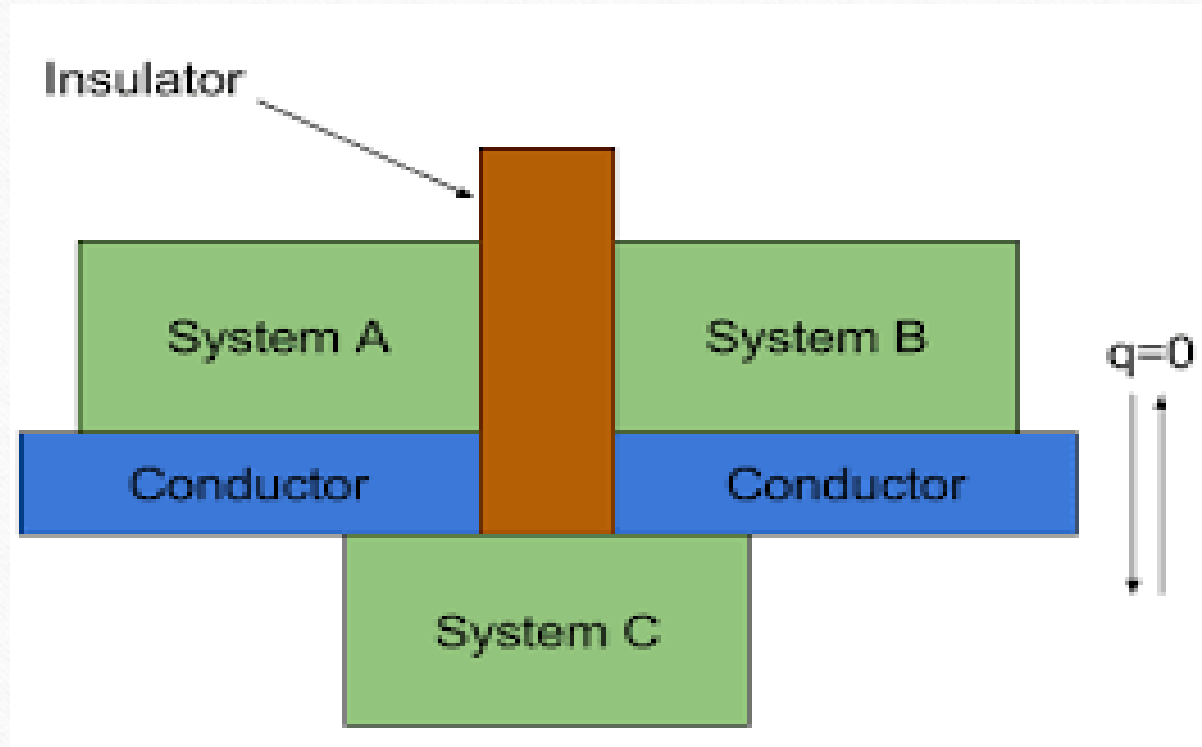 Insulator
System A
System B
q=0
Conductor
Conductor
System C